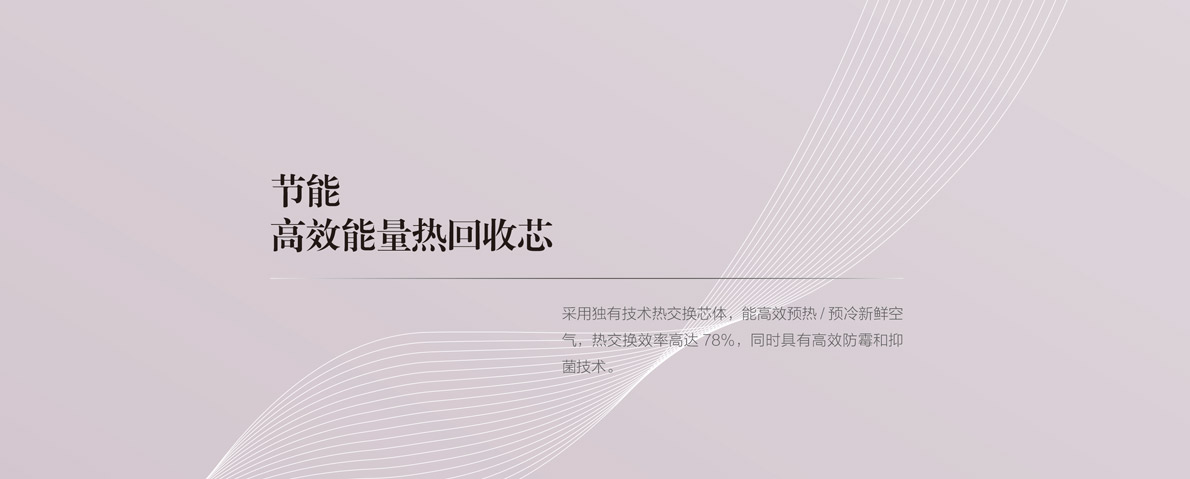 节能
高效能量热回收芯
采用独有技术热交换芯体，能高效预热 / 预冷新鲜空
气，热交换效率高达 78%，同时具有高效防霉和抑
菌技术。